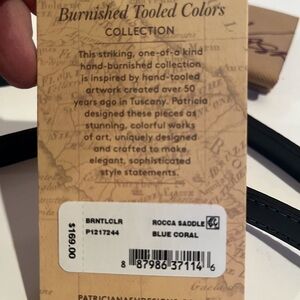 Burnished Tooled Colors
COLLECTION
This striking, one-of-a kind
hand-burnished collection
is inspired by hand-tooled
artwork created over 50
years ago in Tuscany. Patricia
designed these pieces as
stunning, colorful works
of art, uniquely designed
and crafted to make
elegant, sophisticated
style statements.
BRNTLCLR ROCCA SADDLE
P1217244 BLUE CORAL
$169.00
8 87986 37114 6